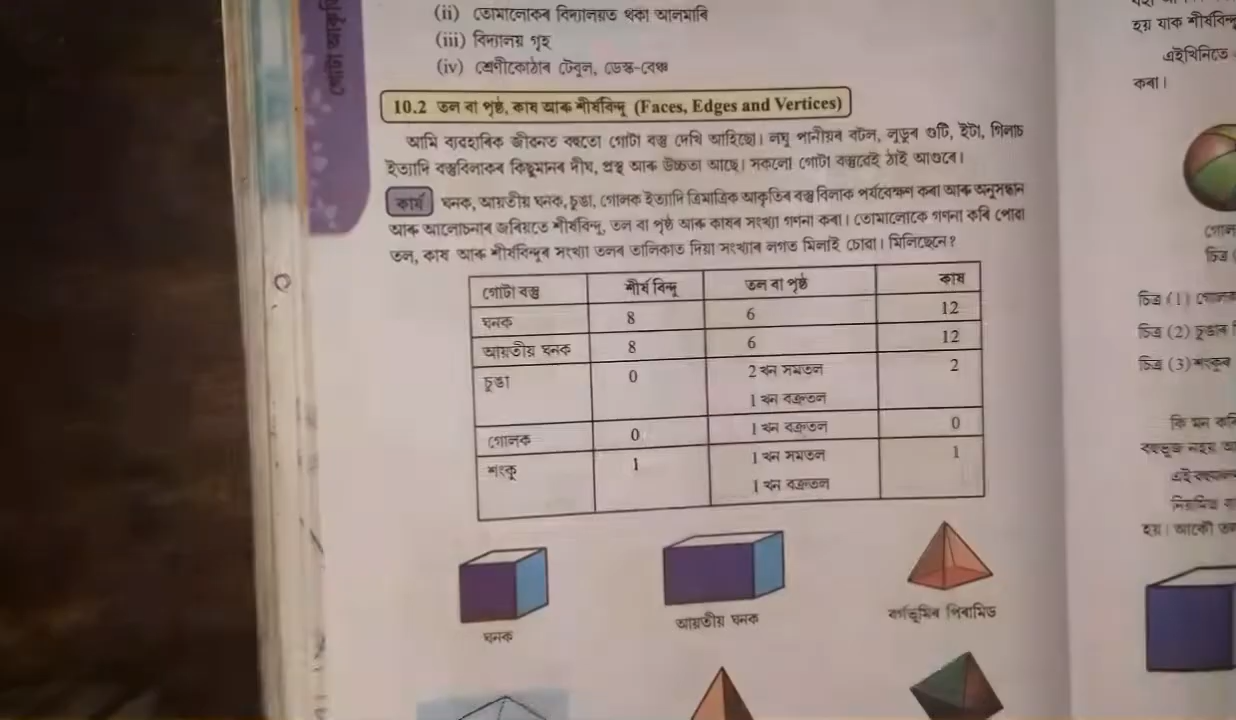 (ii) তোমালোকৰ বিদ্যালয়ত থকা আলমাৰি
(iii) বিদ্যালয় গৃহ
(iv) শ্ৰেণীকোঠাৰ টেবুল, ডেস্ক-বেঞ্চ
10.2 তল বা পৃষ্ঠ, কাষ আৰু শীৰ্ষবিন্দু (Faces, Edges and Vertices)
আমি ব্যৱহাৰিক জীৱনত বহুতো গোটা বস্তু দেখি আহিছো। লঘু পানীয়ৰ বটল, লুডুৰ গুটি, ইটা, গিলাচ
ইত্যাদি বস্তুবিলাকৰ কিছুমানৰ দীঘ, প্ৰস্থ আৰু উচ্চতা আছে। সকলো গোটা বস্তুৱেই ঠাই আগুৰে।
কাৰ্য ঘনক, আয়তীয় ঘনক, চুঙা, গোলক ইত্যাদি ত্ৰিমাত্ৰিক আকৃতিৰ বস্তু বিলাক পৰ্যবেক্ষণ কৰা আৰু অনুসন্ধান
আৰু আলোচনাৰ জৰিয়তে শীৰ্ষবিন্দু, তল বা পৃষ্ঠ আৰু কাষৰ সংখ্যা গণনা কৰা। তোমালোকে গণনা কৰি পোৱা
তল, কাষ আৰু শীৰ্ষবিন্দুৰ সংখ্যা তলৰ তালিকাত দিয়া সংখ্যাৰ লগত মিলাই চোৱা। মিলিছেনে?
গোটা বস্তু শীৰ্ষ বিন্দু তল বা পৃষ্ঠ কাষ
ঘনক 8 6 12
আয়তীয় ঘনক 8 6 12
চুঙা 0 2 খন সমতল 2
1 খন বক্ৰতল
গোলক 0 1 খন বক্ৰতল 0
শংকু 1 1 খন সমতল 1
1 খন বক্ৰতল
ঘনক
আয়তীয় ঘনক
বৰ্গভূমিৰ পিৰামিড
হয় যাক শীৰ্ষবিন্দু
এইখিনিতে
কৰা।
চিত্ৰ (1)
চিত্ৰ (2) চুঙাৰ
চিত্ৰ (3) শংকুৰ